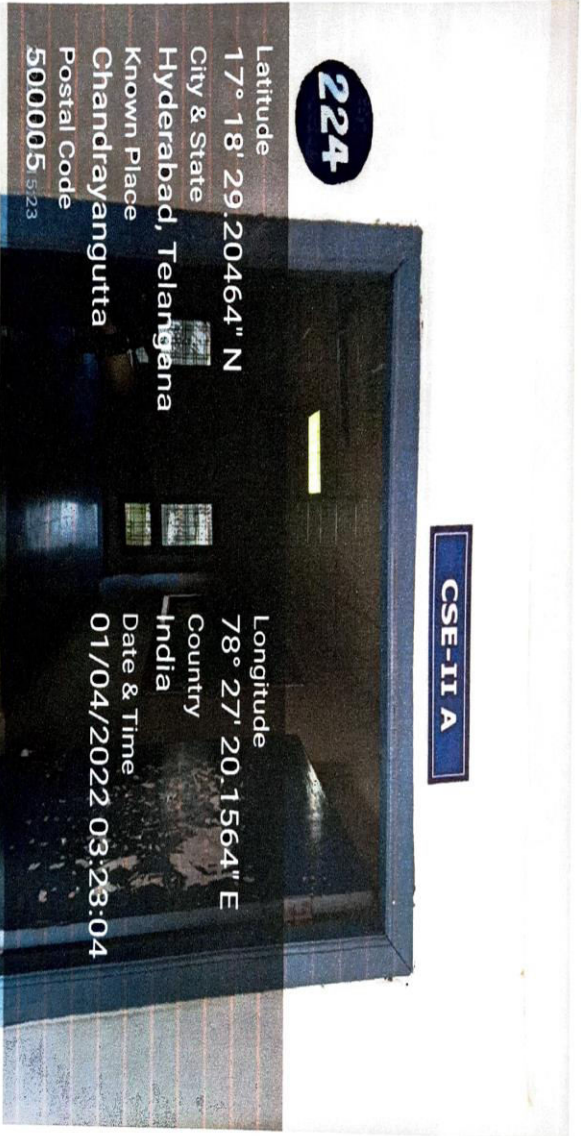 CSE-II A
224
Latitude
17° 18' 29.20464" N
Longitude
78° 27' 20.1564" E
City & State
Hyderabad, Telangana
Country
India
Known Place
Chandrayangutta
Date & Time
01/04/2022 03:23:04
Postal Code
500005